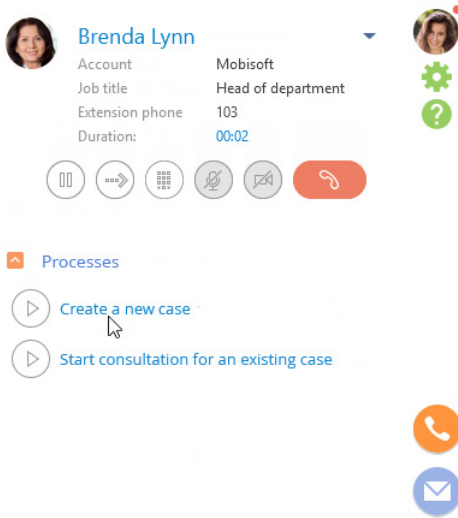 Brenda Lynn
Account Mobisoft
Job title Head of department
Extension phone 103
Duration: 00:02
Processes
Create a new case
Start consultation for an existing case